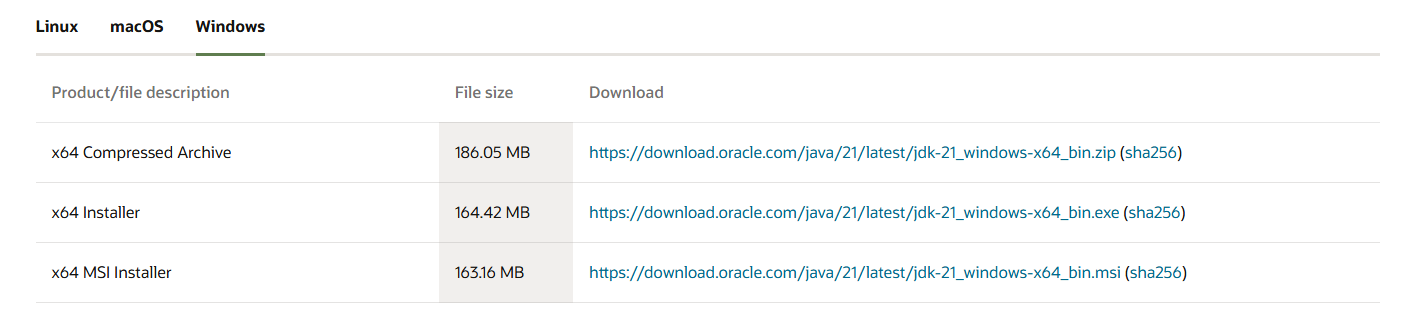 Linux macOS Windows
Product/file description File size Download
x64 Compressed Archive 186.05 MB https://download.oracle.com/java/21/latest/jdk-21_windows-x64_bin.zip (sha256)
x64 Installer 164.42 MB https://download.oracle.com/java/21/latest/jdk-21_windows-x64_bin.exe (sha256)
x64 MSI Installer 163.16 MB https://download.oracle.com/java/21/latest/jdk-21_windows-x64_bin.msi (sha256)